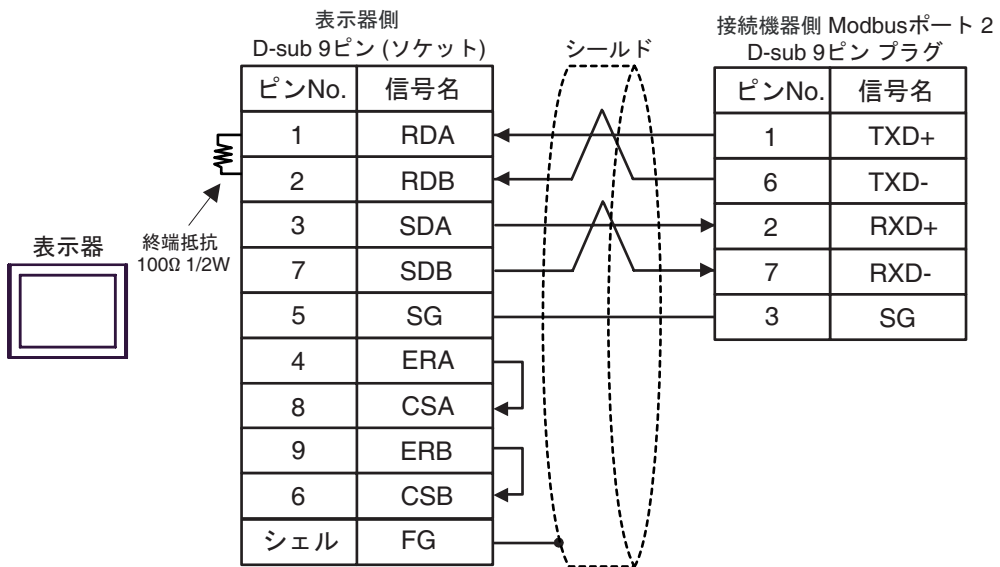 表示器側
D-sub 9ピン (ソケット)
シールド
接続機器側 Modbusポート 2
D-sub 9ピン プラグ
ピンNo. 信号名
1 RDA
2 RDB
3 SDA
7 SDB
5 SG
4 ERA
8 CSA
9 ERB
6 CSB
シェル FG
ピンNo. 信号名
1 TXD+
6 TXD-
2 RXD+
7 RXD-
3 SG
表示器
終端抵抗
100Ω 1/2W